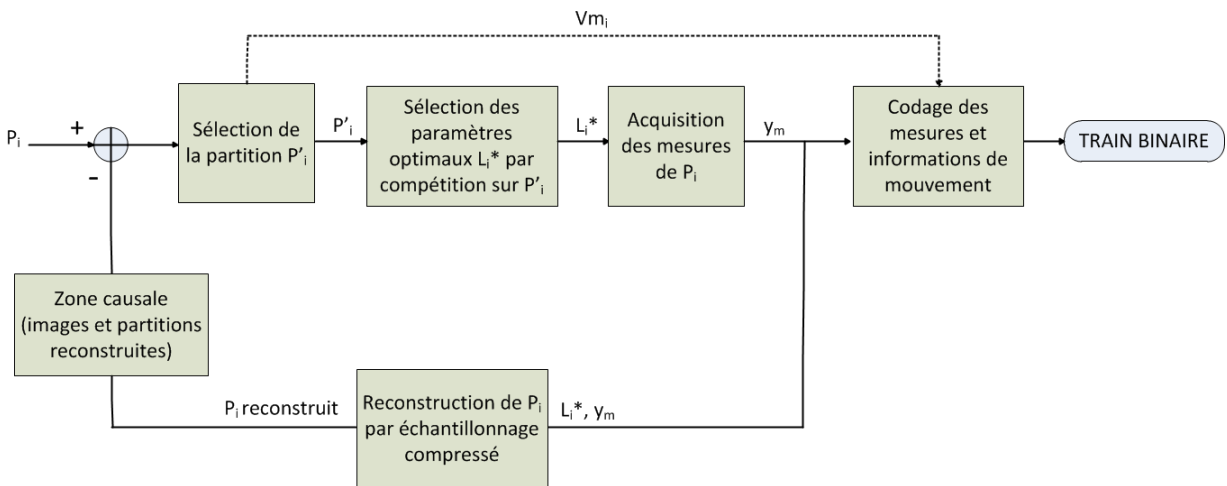 Vmᵢ
Pᵢ
+
-
Sélection de
la partition P'ᵢ
P'ᵢ
Sélection des
paramètres
optimaux Lᵢ* par
compétition sur P'ᵢ
Lᵢ*
Acquisition
des mesures
de Pᵢ
yₘ
Codage des
mesures et
informations de
mouvement
TRAIN BINAIRE
Zone causale
(images et partitions
reconstruites)
Pᵢ reconstruit
Reconstruction de Pᵢ
par échantillonnage
compressé
Lᵢ*, yₘ